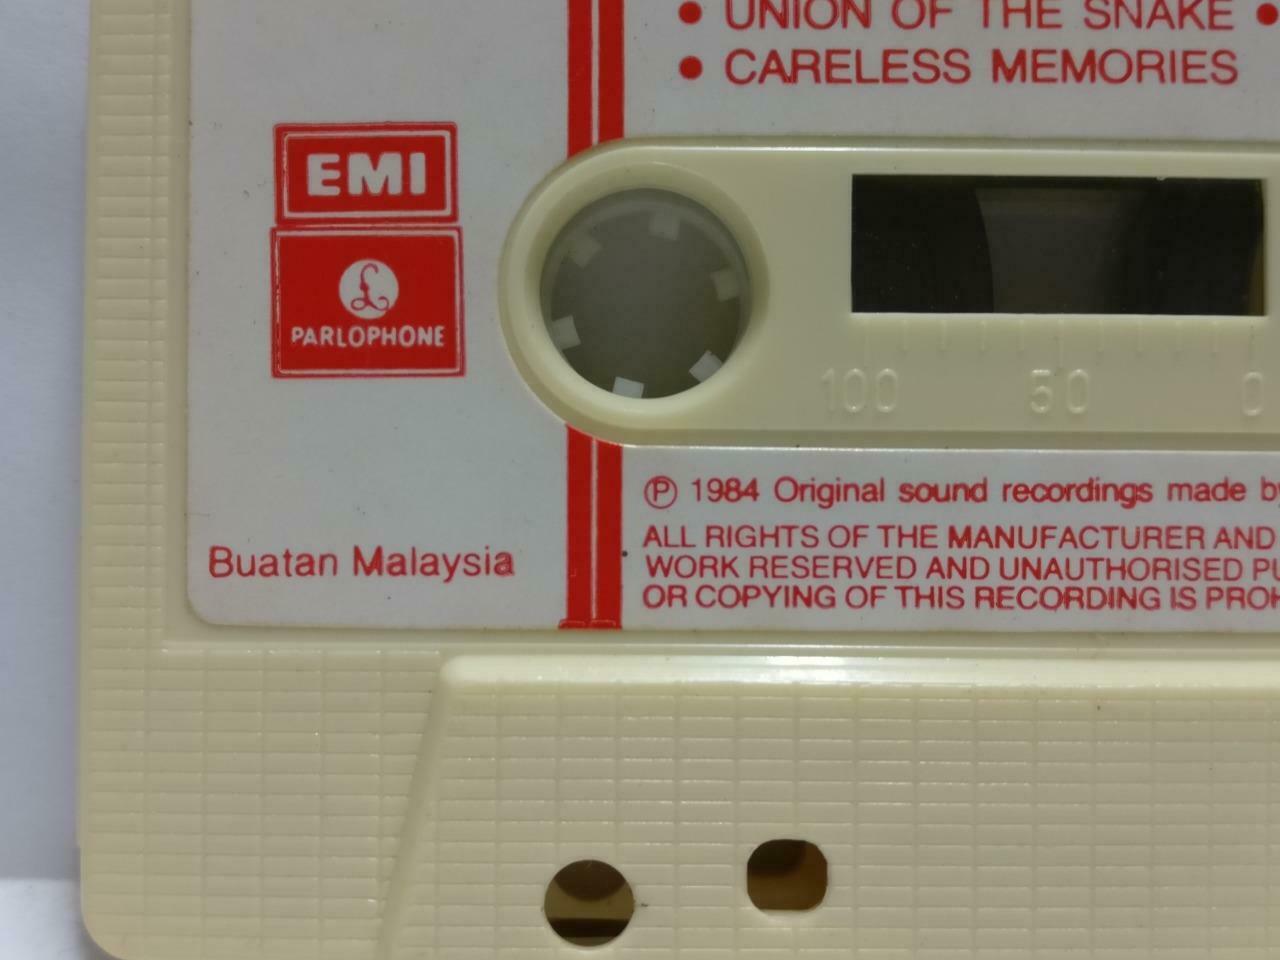 • UNION OF THE SNAKE •
• CARELESS MEMORIES
EMI
£
PARLOPHONE
100 50 0
Ⓟ 1984 Original sound recordings made by
ALL RIGHTS OF THE MANUFACTURER AND
WORK RESERVED AND UNAUTHORISED
OR COPYING OF THIS RECORDING IS
Buatan Malaysia